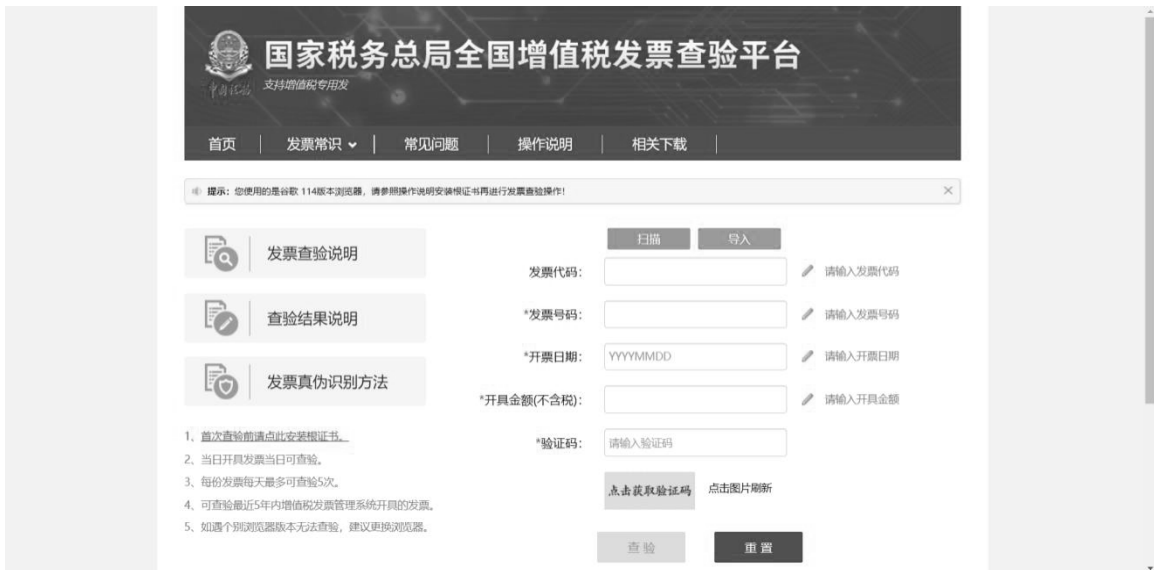 国家税务总局全国增值税发票查验平台
支持增值税专用发
中国税务
首页 发票常识 常见问题 操作说明 相关下载
提示：您使用的是谷歌 114版本浏览器，请参照操作说明安装根证书再进行发票查验操作！
扫描 导入
发票查验说明
查验结果说明
发票真伪识别方法
1、首次查验前请点此安装根证书。
2、当日开具发票当日可查验。
3、每份发票每天最多可查验5次。
4、可查验最近5年内增值税发票管理系统开具的发票。
5、如遇个别浏览器版本无法查验，建议更换浏览器。
发票代码： 请输入发票代码
*发票号码： 请输入发票号码
*开票日期： YYYYMMDD 请输入开票日期
*开具金额(不含税)： 请输入开具金额
*验证码： 请输入验证码
点击获取验证码 点击图片刷新
查验 重置